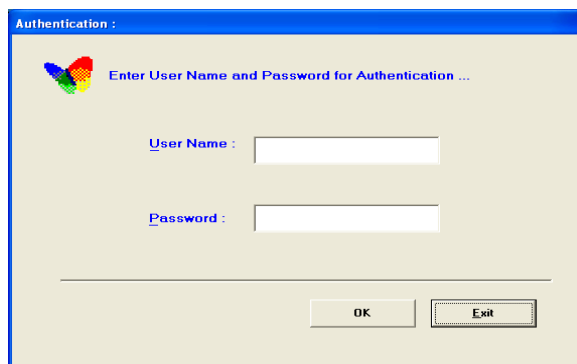 Authentication :
Enter User Name and Password for Authentication ...
User Name :
Password :
OK Exit